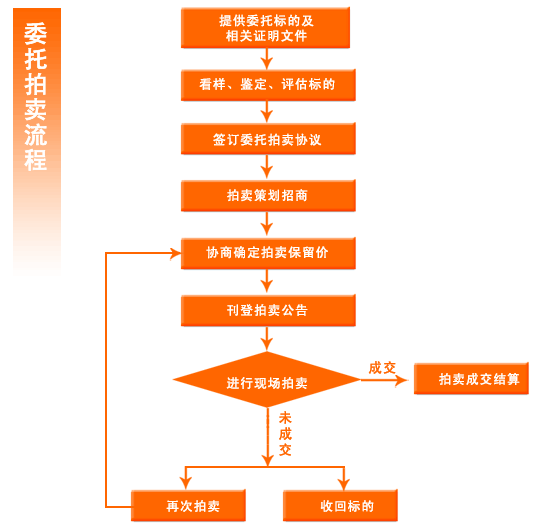 委托拍卖流程
提供委托标的及
相关证明文件
看样、鉴定、评估标的
签订委托拍卖协议
拍卖策划招商
协商确定拍卖保留价
刊登拍卖公告
进行现场拍卖
成交
拍卖成交结算
未
成
交
再次拍卖
收回标的